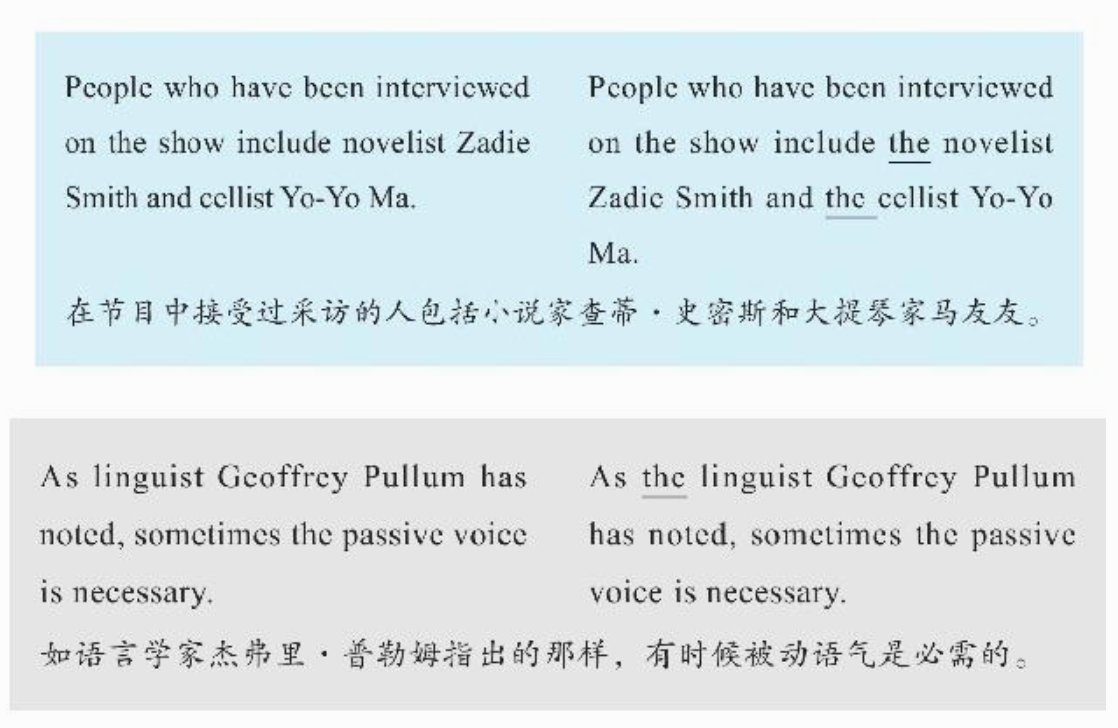 People who have been interviewed
on the show include novelist Zadie
Smith and cellist Yo-Yo Ma.
People who have been interviewed
on the show include the novelist
Zadie Smith and the cellist Yo-Yo
Ma.
在节目中接受过采访的人包括小说家查蒂·史密斯和大提琴家马友友。
As linguist Geoffrey Pullum has
noted, sometimes the passive voice
is necessary.
As the linguist Geoffrey Pullum
has noted, sometimes the passive
voice is necessary.
如语言学家杰弗里·普勒姆指出的那样，有时候被动语气是必需的。